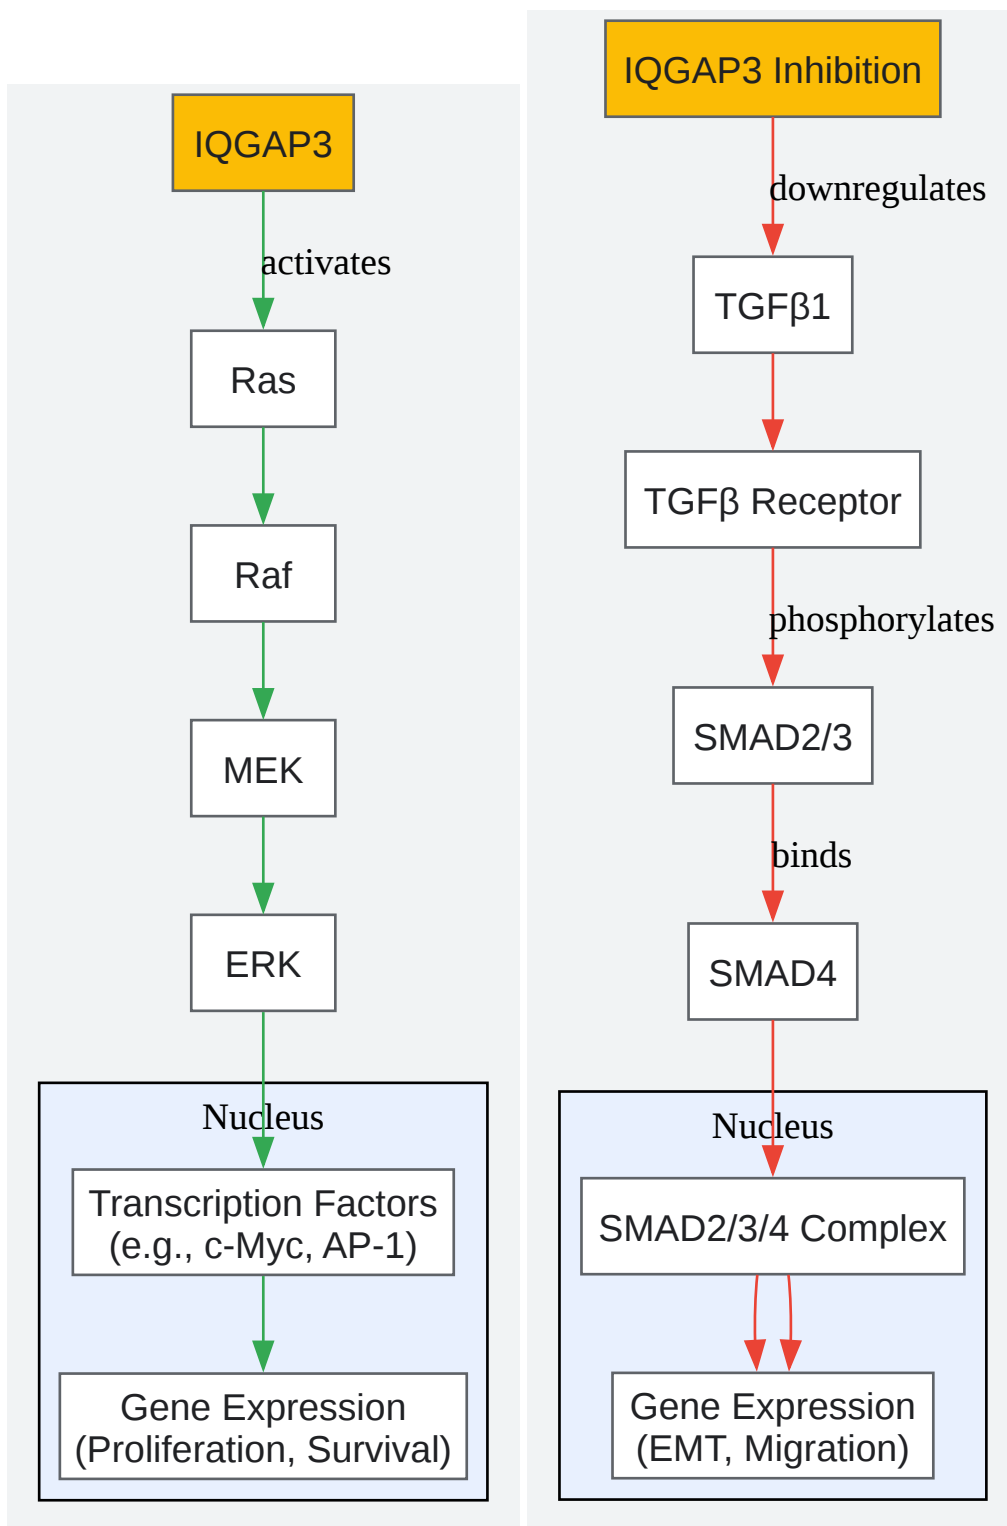 IQGAP3
activates
Ras
Raf
MEK
ERK
Nucleus
Transcription Factors
(e.g., c-Myc, AP-1)
Gene Expression
(Proliferation, Survival)
IQGAP3 Inhibition
downregulates
TGFβ1
TGFβ Receptor
phosphorylates
SMAD2/3
binds
SMAD4
Nucleus
SMAD2/3/4 Complex
Gene Expression
(EMT, Migration)